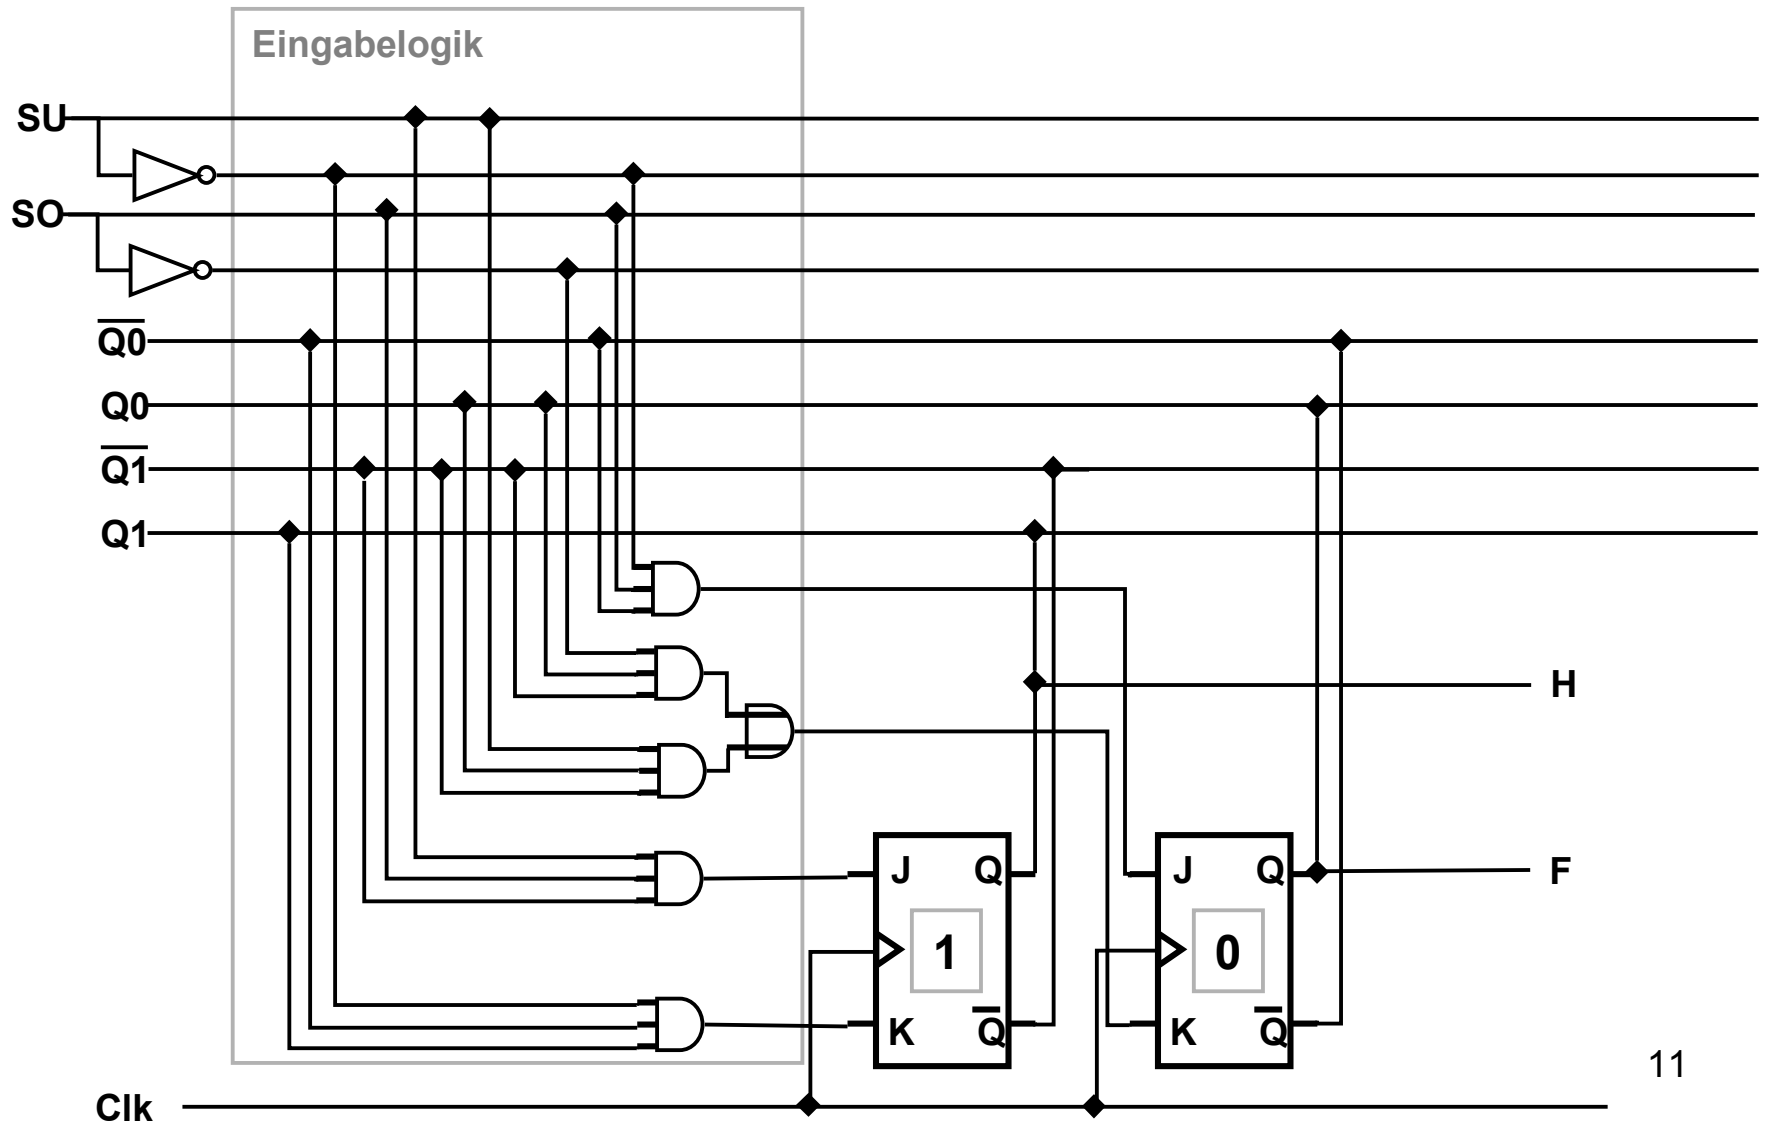 Eingabelogik
SU
SO
Q0
Q0
Q1
Q1
H
J Q J Q F
1 0
K Q K Q
11
Clk